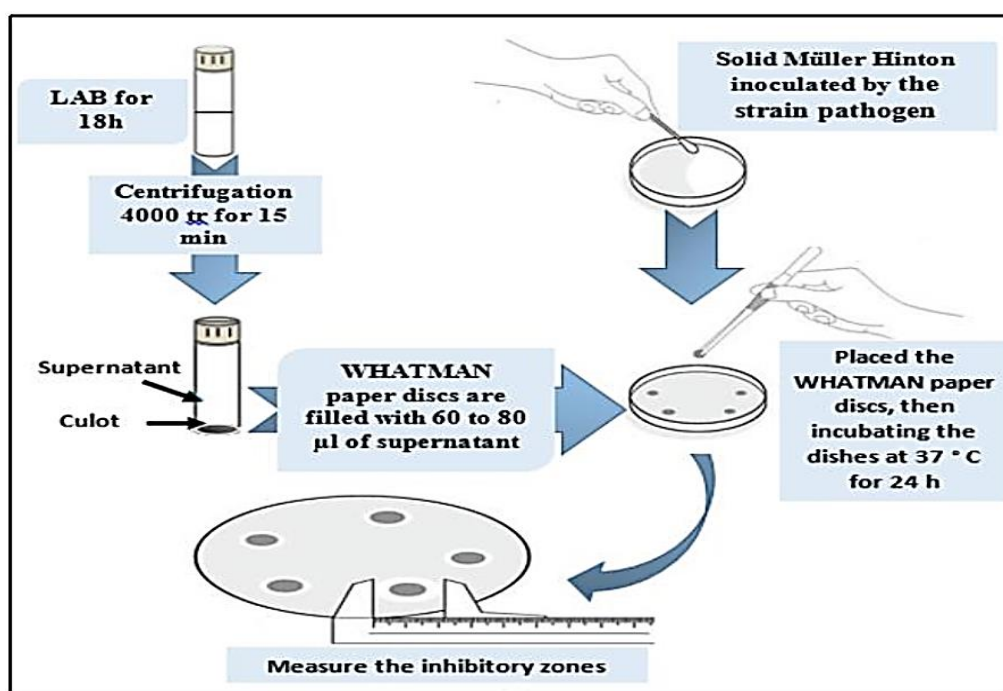 LAB for
18h
Solid Müller Hinton
inoculated by the
strain pathogen
Centrifugation
4000 tr for 15
min
Supernatant
Culot
WHATMAN
paper discs are
filled with 60 to 80
µl of supernatant
Placed the
WHATMAN paper
discs, then
incubating the
dishes at 37 ° C
for 24 h
Measure the inhibitory zones